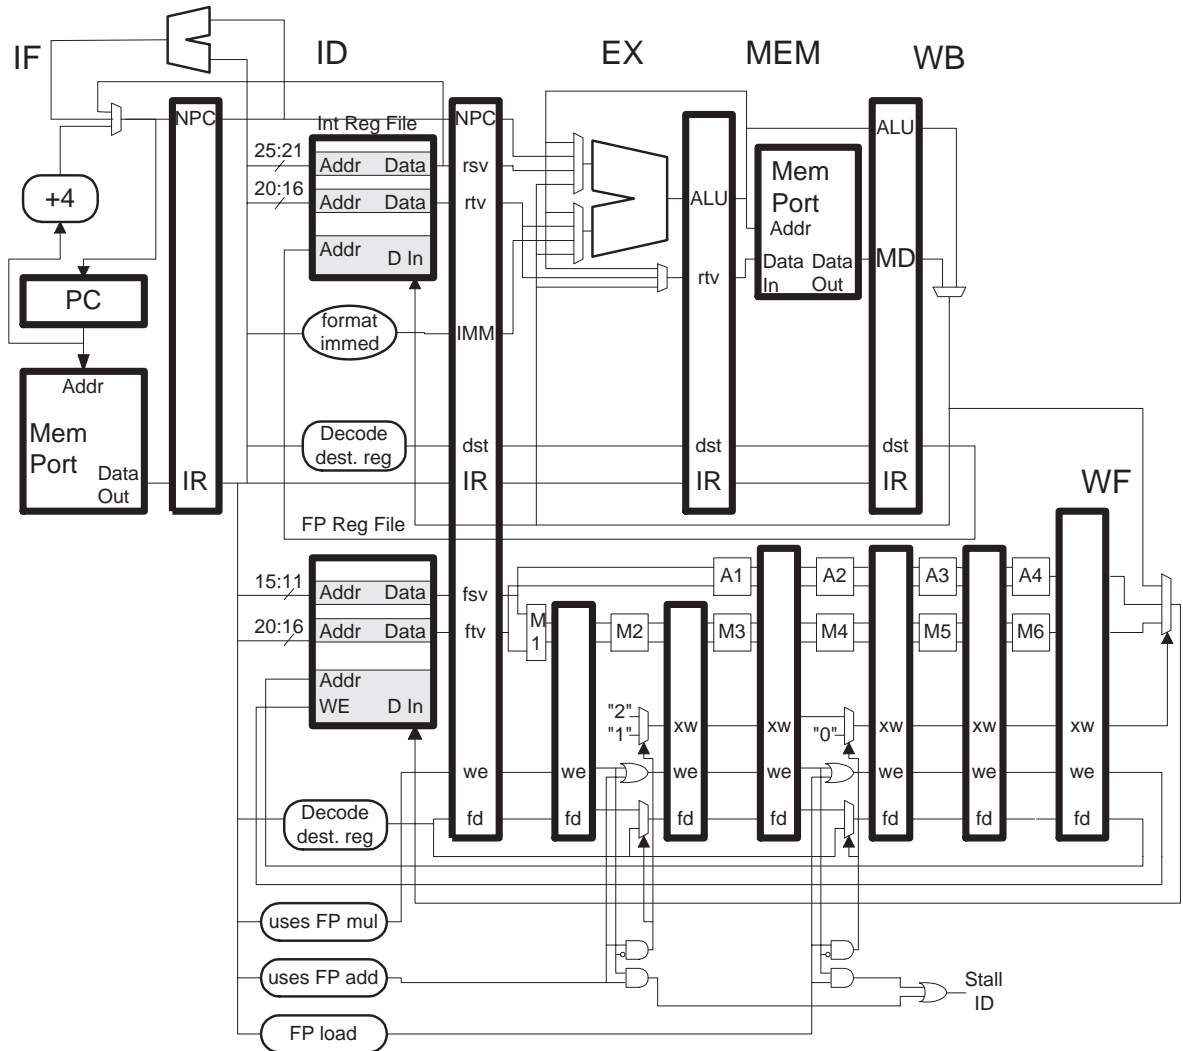 IF
ID
EX
MEM
WB
NPC
Int Reg File
NPC
ALU
25:21
Addr
Data
rsv
20:16
Addr
Data
rtv
+4
Addr
D In
ALU
Mem
Port
Addr
Data
In
Data
Out
MD
rtv
PC
format
immed
IMM
Addr
Mem
Port
Data
Out
IR
Decode
dest. reg
dst
IR
dst
IR
dst
IR
WF
FP Reg File
15:11
Addr
Data
fsv
A1
A2
A3
A4
20:16
Addr
Data
ftv
M
1
M2
M3
M4
M5
M6
Addr
WE
D In
"2"
"1"
xw
xw
"0"
xw
xw
xw
we
we
we
we
we
we
we
Decode
dest. reg
fd
fd
fd
fd
fd
fd
fd
uses FP mul
uses FP add
Stall
ID
FP load